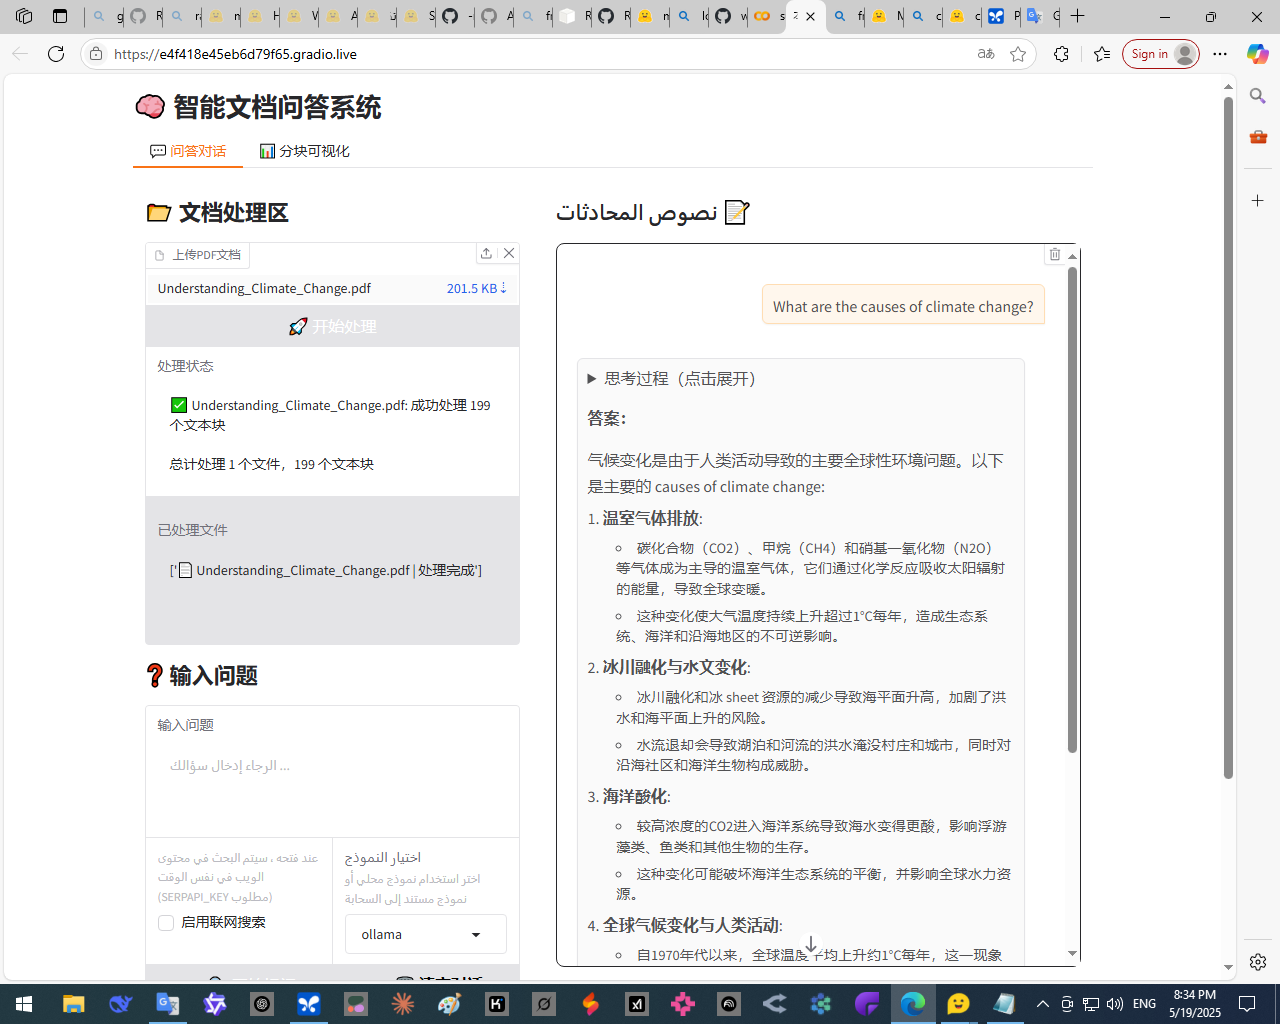 https://e4f418e45eb6d79f65.gradio.live
Sign in
智能文档问答系统
问答对话
分块可视化
文档处理区
上传PDF文档
Understanding_Climate_Change.pdf
201.5 KB⇣
开始处理
处理状态
✅ Understanding_Climate_Change.pdf: 成功处理 199
个文本块
总计处理 1 个文件，199 个文本块
已处理文件
['📄 Understanding_Climate_Change.pdf | 处理完成']
❓ 输入问题
输入问题
الرجاء إدخال سؤالك ...
عند فتحه ، سيتم البحث في محتوى
الويب في نفس الوقت
(مطلوب SERPAPI_KEY)
启用联网搜索
اختيار النموذج
اختر استخدام نموذج محلي أو
نموذج مستند إلى السحابة
ollama
نصوص المحادثات
What are the causes of climate change?
思考过程（点击展开）
答案：
气候变化是由于人类活动导致的主要全球性环境问题。以下
是主要的 causes of climate change:
1. 温室气体排放:
碳化合物（CO2）、甲烷（CH4）和硝基一氧化物（N2O）
等气体成为主导的温室气体，它们通过化学反应吸收太阳辐射
的能量，导致全球变暖。
这种变化使大气温度持续上升超过1°C每年，造成生态系
统、海洋和沿海地区的不可逆影响。
2. 冰川融化与水文变化:
冰川融化和冰 sheet 资源的减少导致海平面升高，加剧了洪
水和海平面上升的风险。
水流退却会导致湖泊和河流的洪水淹没村庄和城市，同时对
沿海社区和海洋生物构成威胁。
3. 海洋酸化:
较高浓度的CO2进入海洋系统导致海水变得更酸，影响浮游
藻类、鱼类和其他生物的生存。
这种变化可能破坏海洋生态系统的平衡，并影响全球水力资
源。
4. 全球气候变化与人类活动:
自1970年代以来，全球温度平均上升约1°C每年，这一现象
ENG
8:34 PM
5/19/2025